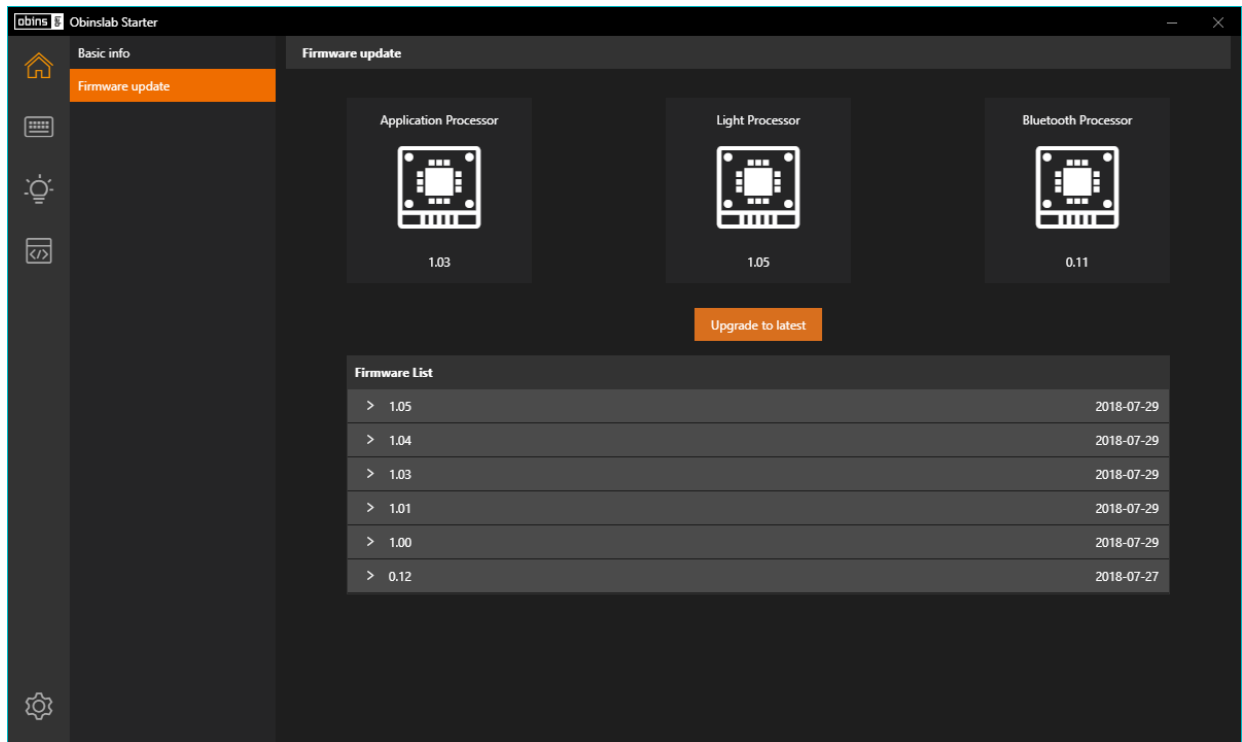 obins Obinslab Starter
Basic info
Firmware update
Firmware update
Application Processor
Light Processor
Bluetooth Processor
1.03
1.05
0.11
Upgrade to latest
Firmware List
1.05 2018-07-29
1.04 2018-07-29
1.03 2018-07-29
1.01 2018-07-29
1.00 2018-07-29
0.12 2018-07-27